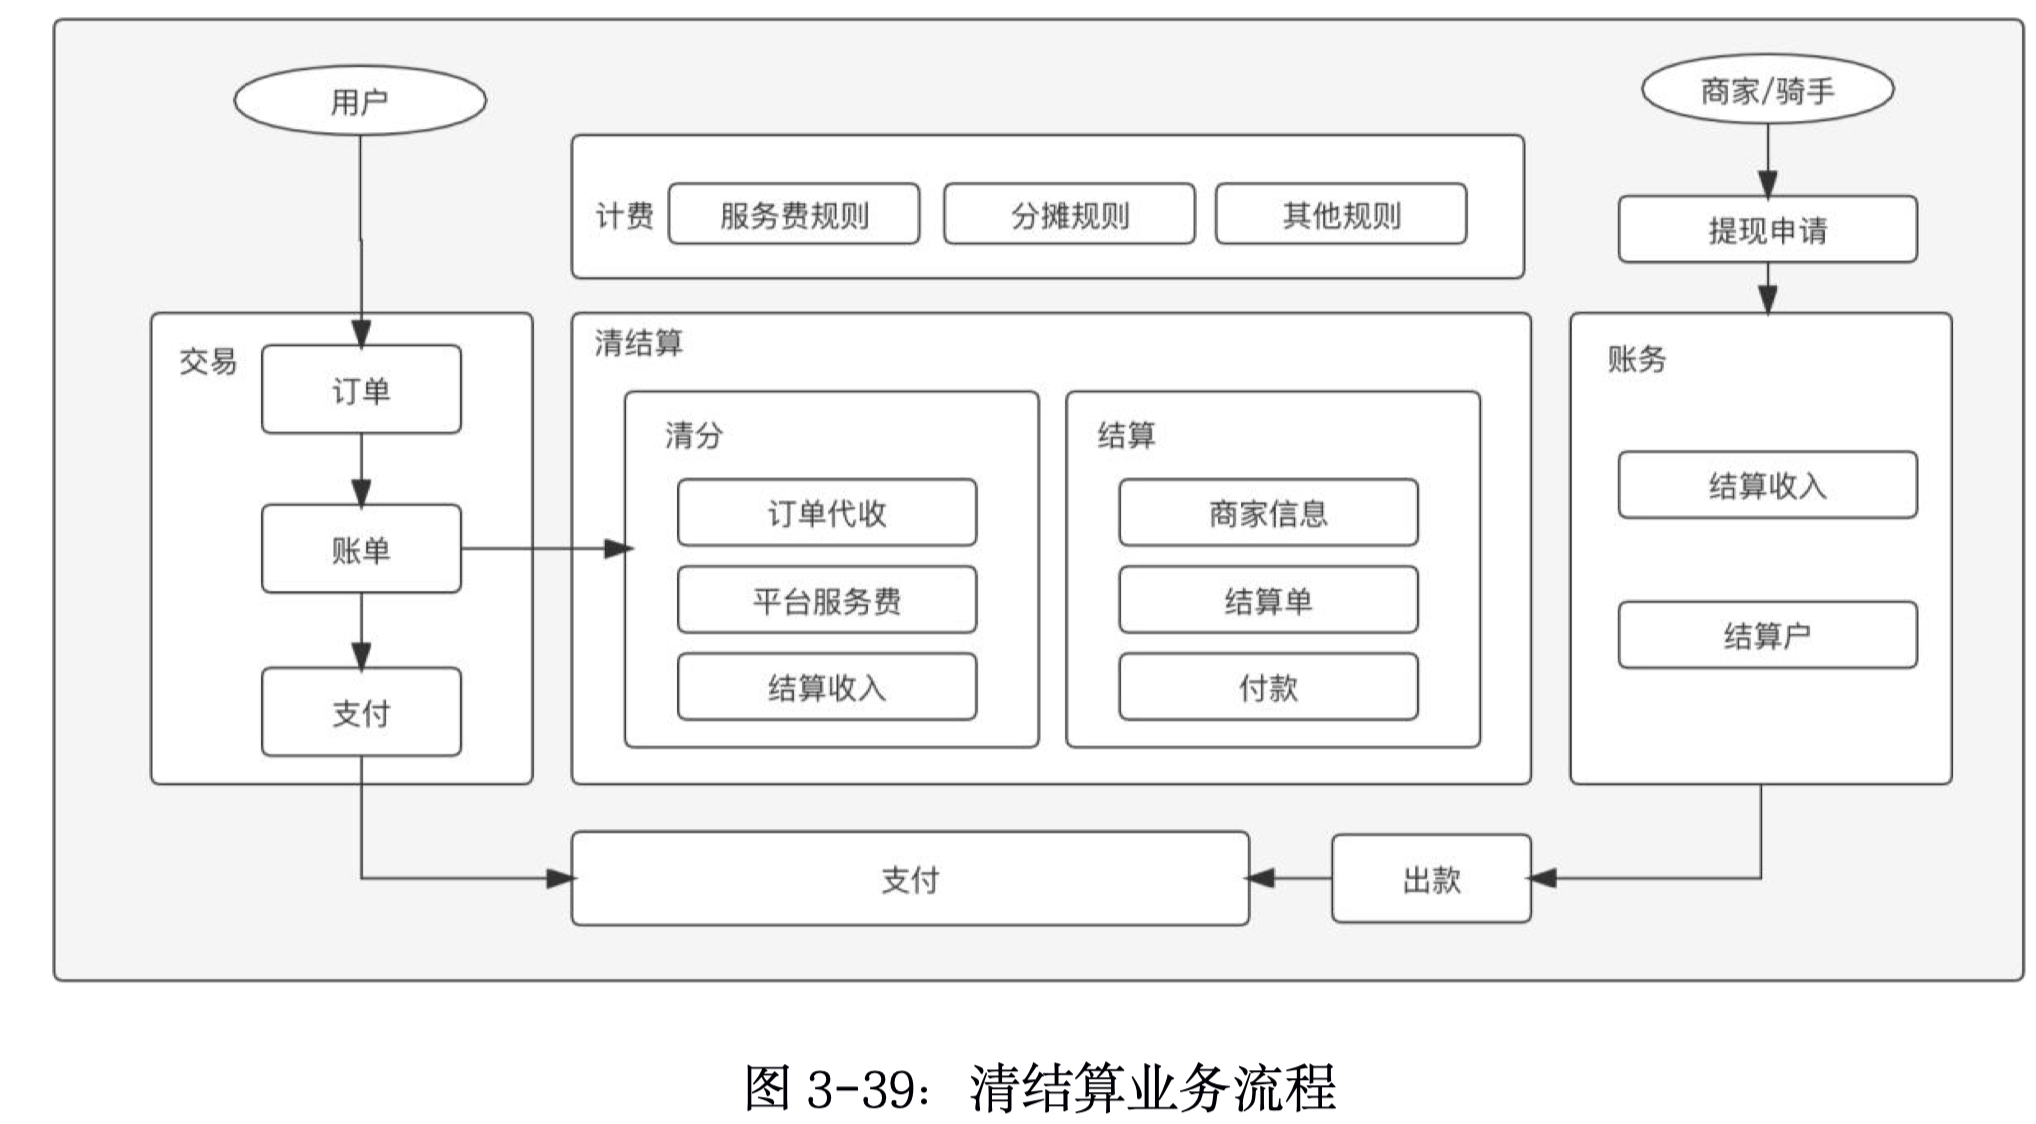 用户
商家/骑手
计费
服务费规则
分摊规则
其他规则
提现申请
交易
订单
账单
支付
清结算
清分
订单代收
平台服务费
结算收入
结算
商家信息
结算单
付款
账务
结算收入
结算户
支付
出款
图 3-39：清结算业务流程